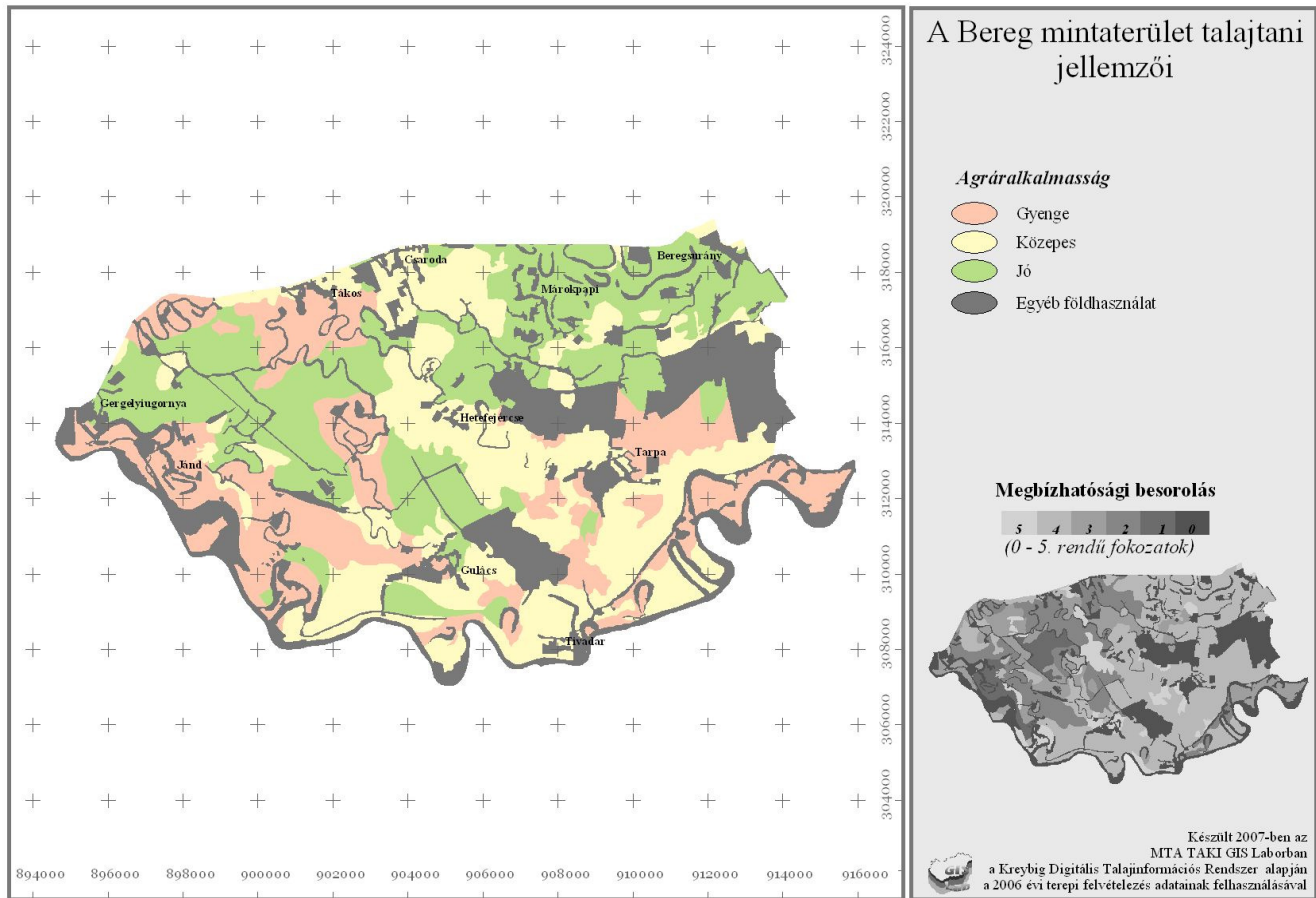 A Bereg mintaterület talajtani
jellemzői
Agráralkalmasság
Gyenge
Közepes
Jó
Egyéb földhasználat
Megbízhatósági besorolás
5 4 3 2 1 0
(0 - 5. rendű fokozatok)
Készült 2007-ben az
MTA TAKI GIS Laborban
a Kreybig Digitális Talajinformációs Rendszer alapján
a 2006 évi terepi felvételezés adatainak felhasználásával
Csaroda
Beregsurány
Tákos
Márokpapi
Gergelyiugornya
Hetefejércse
Tarpa
Jánd
Gulács
Tivadar
324000
322000
320000
318000
316000
314000
312000
310000
308000
306000
304000
894000 896000 898000 900000 902000 904000 906000 908000 910000 912000 914000 916000